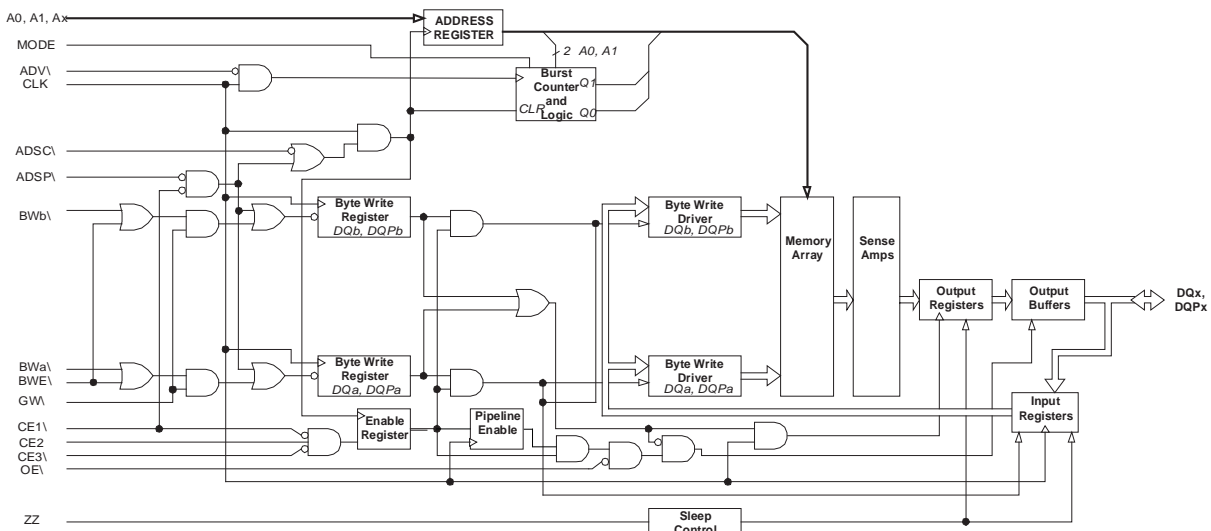 A0, A1, Ax
ADDRESS
REGISTER
MODE
2 A0, A1
ADV\
CLK
Burst
Counter
and
Logic
Q1
CLR
Q0
ADSC\
ADSP\
BWb\
Byte Write
Register
DQb, DQPb
Byte Write
Driver
DQb, DQPb
Memory
Array
Sense
Amps
Output
Registers
Output
Buffers
DQx,
DQPx
BWa\
BWE\
GW\
Byte Write
Register
DQa, DQPa
Byte Write
Driver
DQa, DQPa
Input
Registers
CE1\
CE2
CE3\
OE\
Enable
Register
Pipeline
Enable
ZZ
Sleep
Control